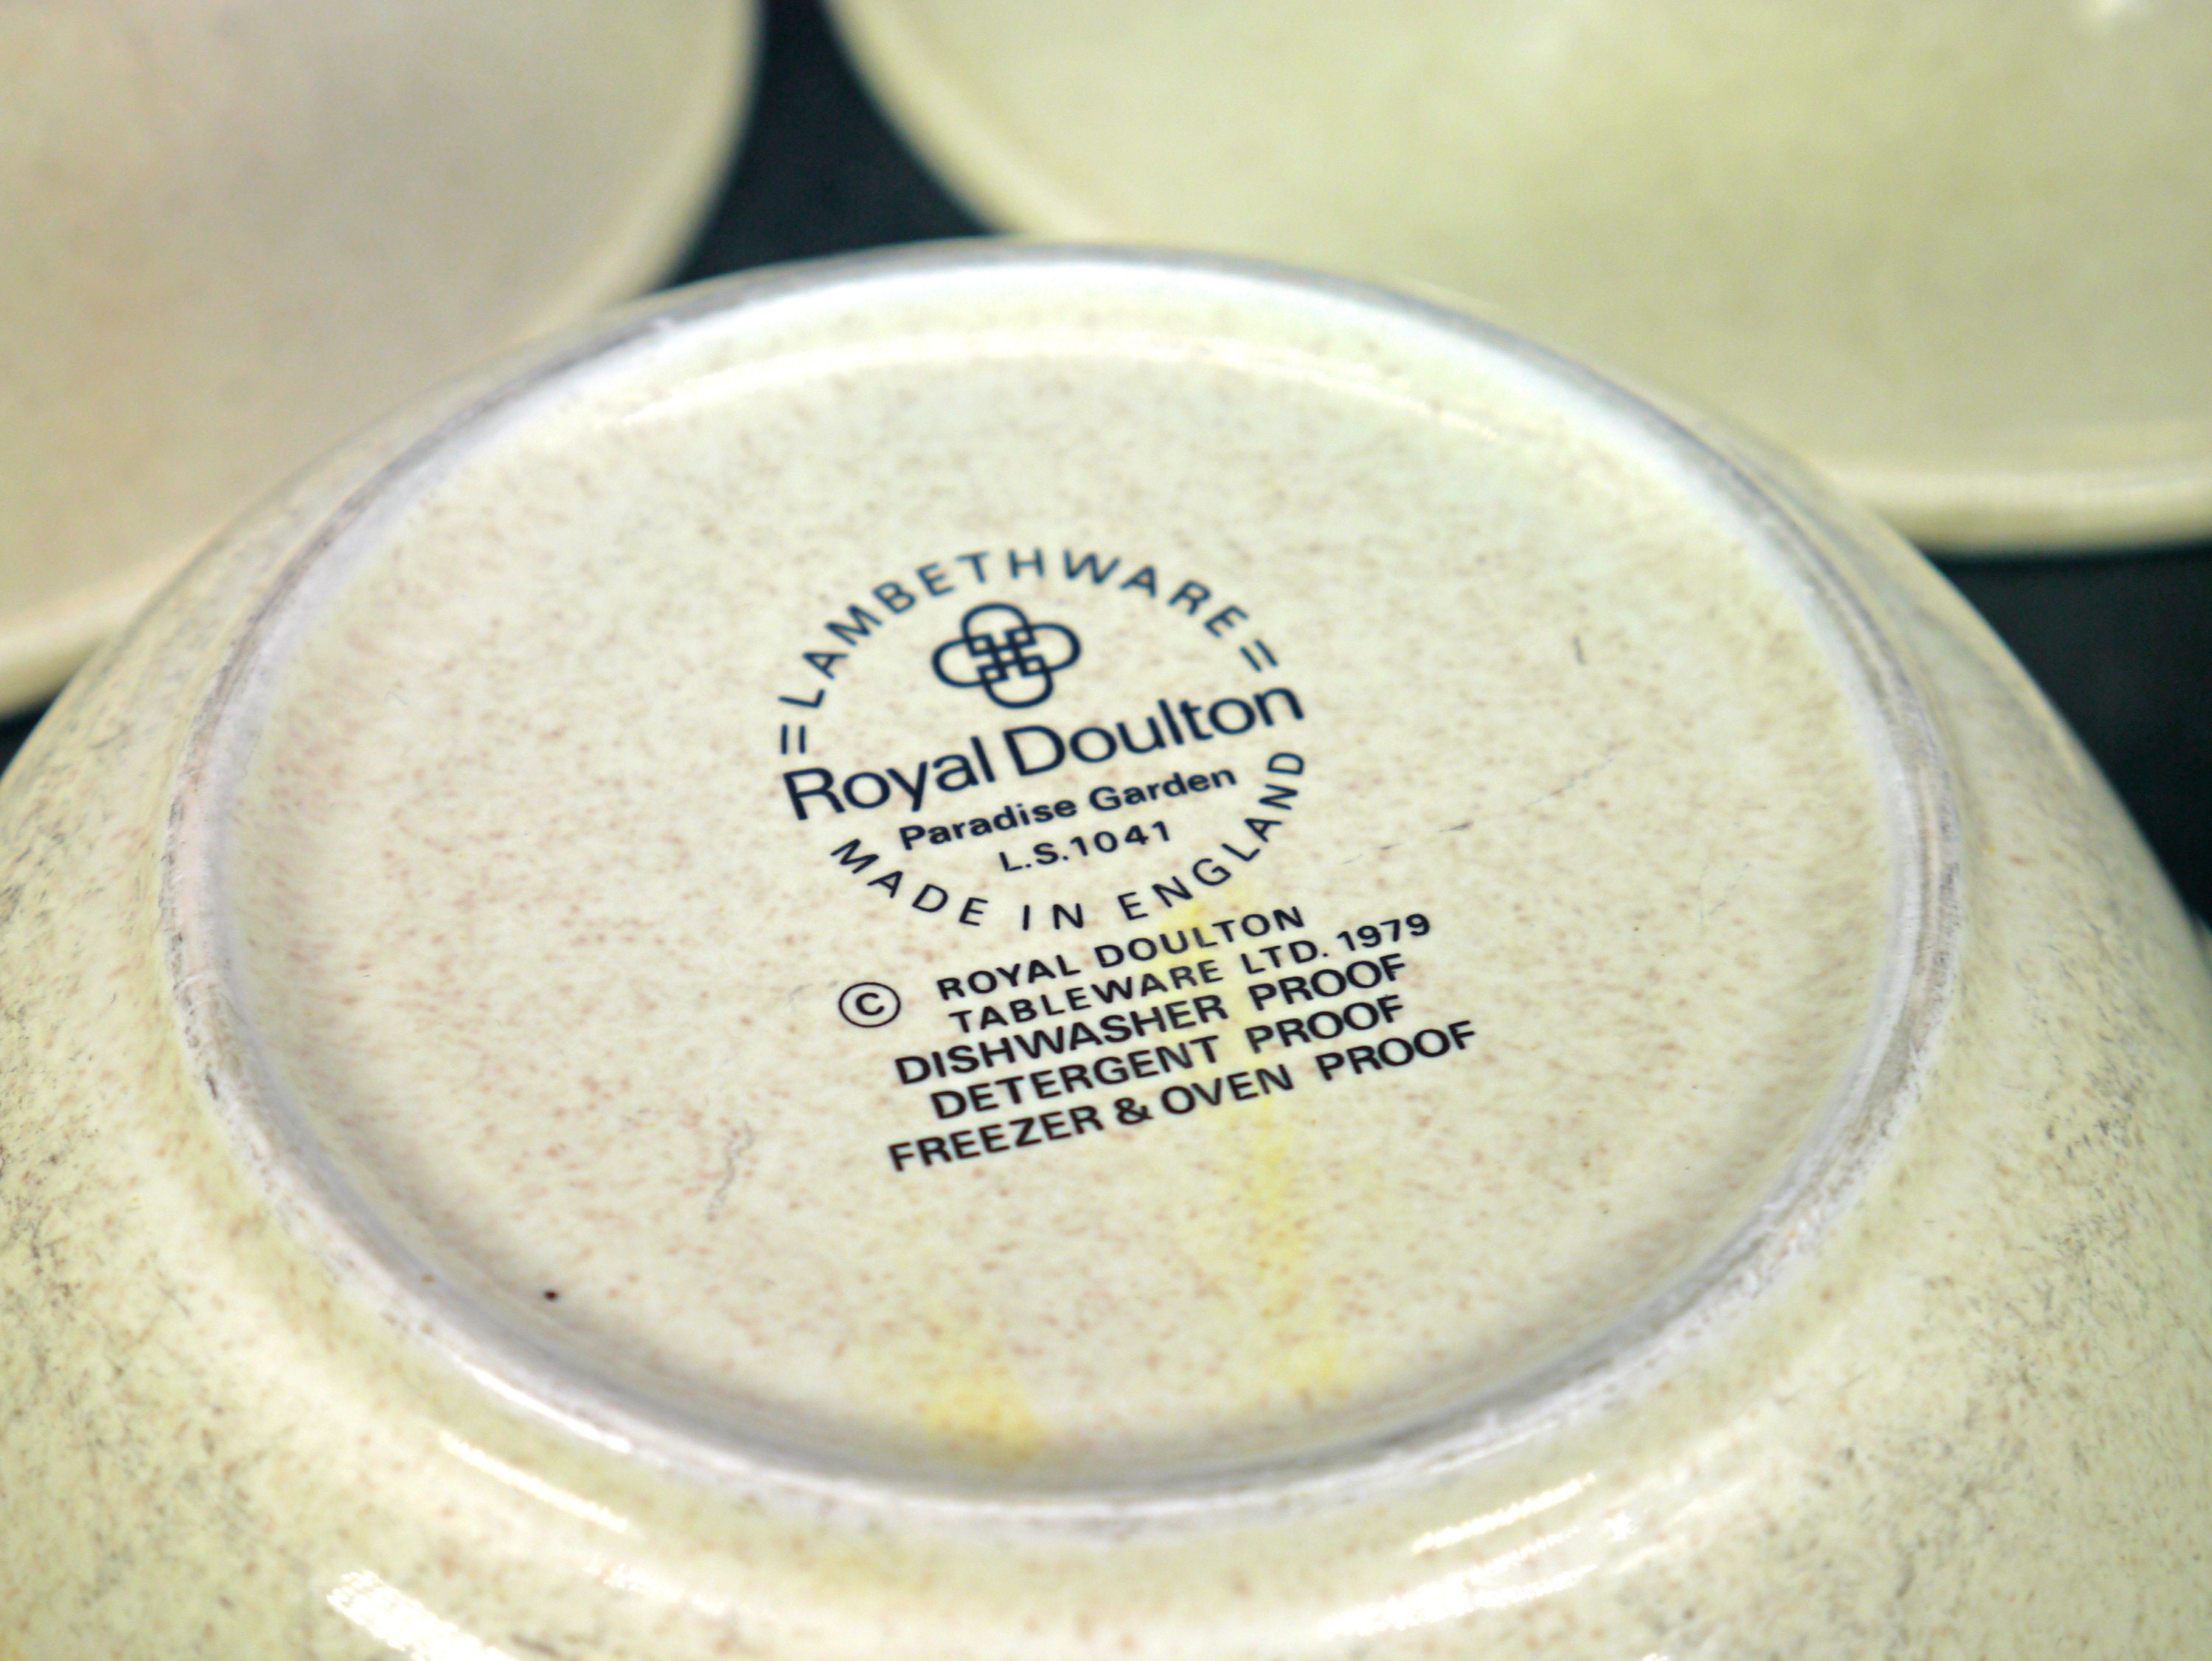 = LAMBETHWARE =
Royal Doulton
Paradise Garden
L.S.1041
MADE IN ENGLAND
© ROYAL DOULTON
TABLEWARE LTD. 1979
DISHWASHER PROOF
DETERGENT PROOF
FREEZER & OVEN PROOF